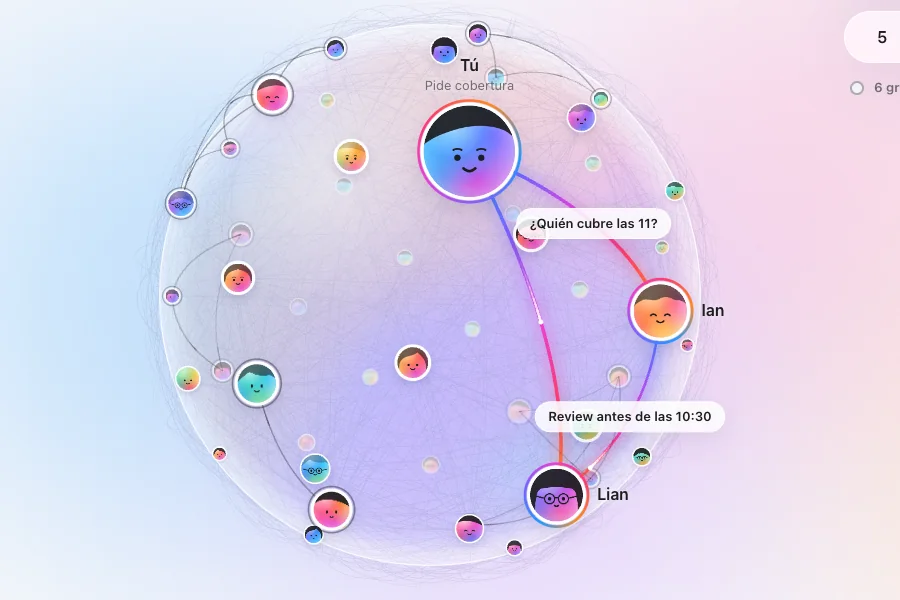 5
Tú
Pide cobertura
6 gr
¿Quién cubre las 11?
Ian
Review antes de las 10:30
Lian